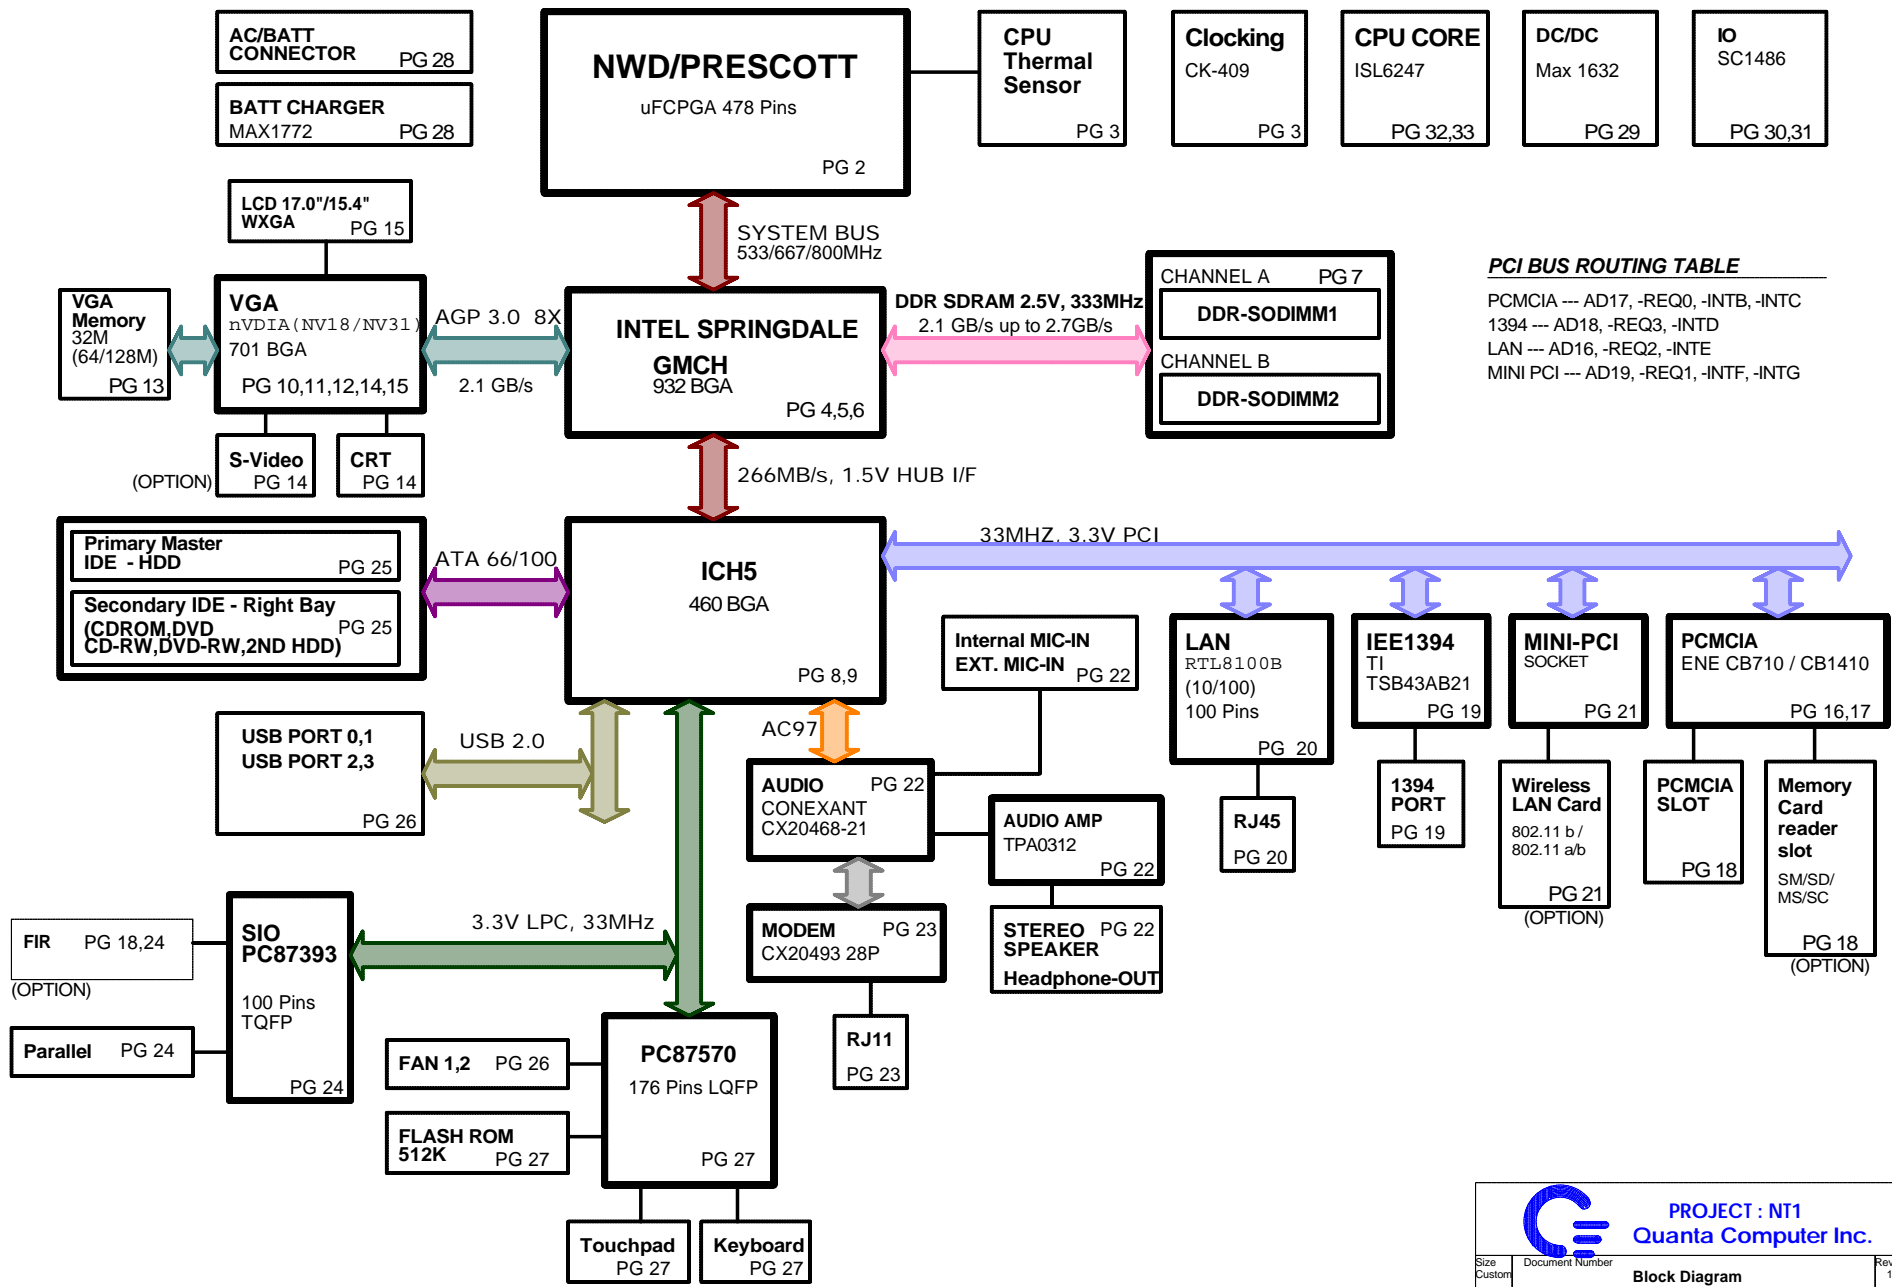 AC/BATT
CONNECTOR PG 28
BATT CHARGER
MAX1772 PG 28
NWD/PRESCOTT
uFCPGA 478 Pins
PG 2
CPU
Thermal
Sensor
PG 3
Clocking
CK-409
PG 3
CPU CORE
ISL6247
PG 32,33
DC/DC
Max 1632
PG 29
IO
SC1486
PG 30,31
LCD 17.0"/15.4"
WXGA PG 15
SYSTEM BUS
533/667/800MHz
VGA
Memory
32M
(64/128M)
PG 13
VGA
nVDIA(NV18/NV31)
701 BGA
PG 10,11,12,14,15
AGP 3.0 8X
2.1 GB/s
INTEL SPRINGDALE
GMCH
932 BGA
PG 4,5,6
DDR SDRAM 2.5V, 333MHz
2.1 GB/s up to 2.7GB/s
CHANNEL A PG 7
DDR-SODIMM1
CHANNEL B
DDR-SODIMM2
PCI BUS ROUTING TABLE
PCMCIA --- AD17, -REQ0, -INTB, -INTC
1394 --- AD18, -REQ3, -INTD
LAN --- AD16, -REQ2, -INTE
MINI PCI --- AD19, -REQ1, -INTF, -INTG
(OPTION)
S-Video
PG 14
CRT
PG 14
266MB/s, 1.5V HUB I/F
Primary Master
IDE - HDD PG 25
Secondary IDE - Right Bay
(CDROM,DVD PG 25
CD-RW,DVD-RW,2ND HDD)
ATA 66/100
ICH5
460 BGA
PG 8,9
33MHZ, 3.3V PCI
USB PORT 0,1
USB PORT 2,3
PG 26
USB 2.0
AC97
Internal MIC-IN
EXT. MIC-IN PG 22
LAN
RTL8100B
(10/100)
100 Pins
PG 20
IEE1394
TI
TSB43AB21
PG 19
MINI-PCI
SOCKET
PG 21
PCMCIA
ENE CB710 / CB1410
PG 16,17
AUDIO PG 22
CONEXANT
CX20468-21
AUDIO AMP
TPA0312
PG 22
RJ45
PG 20
1394
PORT
PG 19
Wireless
LAN Card
802.11 b /
802.11 a/b
PG 21
(OPTION)
PCMCIA
SLOT
PG 18
Memory
Card
reader
slot
SM/SD/
MS/SC
PG 18
(OPTION)
FIR PG 18,24
(OPTION)
Parallel PG 24
SIO
PC87393
100 Pins
TQFP
PG 24
3.3V LPC, 33MHz
MODEM PG 23
CX20493 28P
STEREO PG 22
SPEAKER
Headphone-OUT
RJ11
PG 23
FAN 1,2 PG 26
FLASH ROM
512K PG 27
PC87570
176 Pins LQFP
PG 27
Touchpad
PG 27
Keyboard
PG 27
PROJECT : NT1
Quanta Computer Inc.
Size
Custom
Document Number
Block Diagram
Rev
1